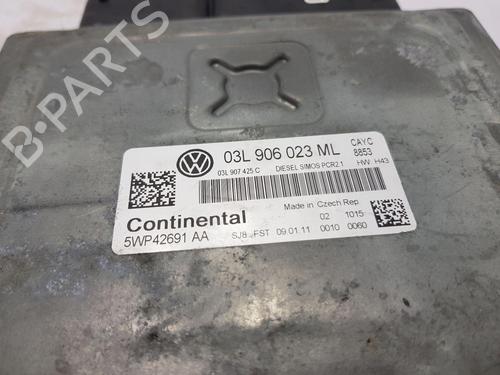 03L 906 023 ML
CAYC
8853
03L 907 425 C DIESEL SIMOS PCR2.1 HW: H43
Made in Czech Rep
Continental
02 1015
5WP42691 AA FST 09.01.11 0010 0060
B-PARTS